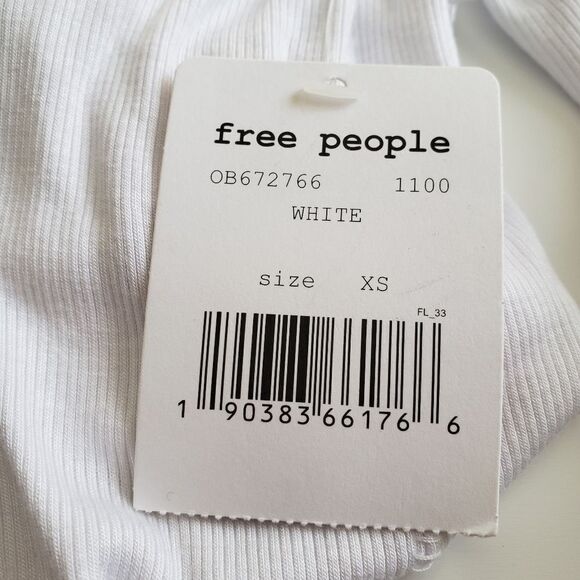 free people
OB672766 1100
WHITE
size XS
FL_33
1 90383 66176 6